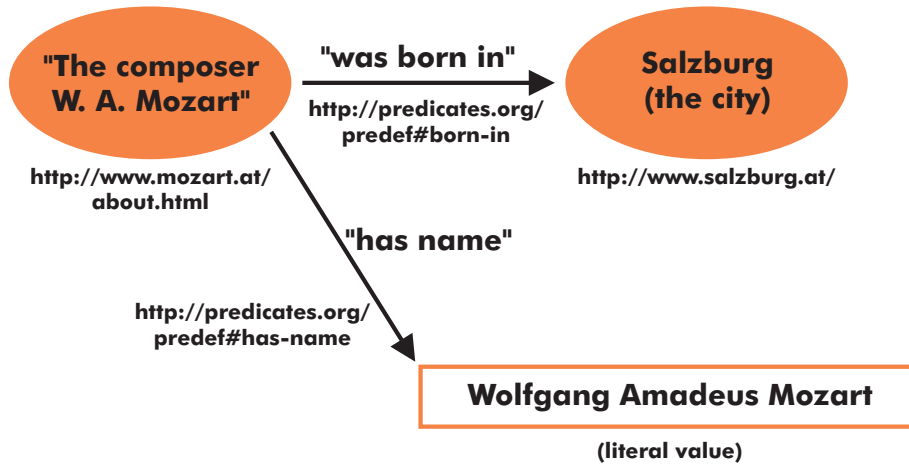 "The composer
W. A. Mozart"
"was born in"
http://predicates.org/
predef#born-in
Salzburg
(the city)
http://www.mozart.at/
about.html
http://www.salzburg.at/
"has name"
http://predicates.org/
predef#has-name
Wolfgang Amadeus Mozart
(literal value)